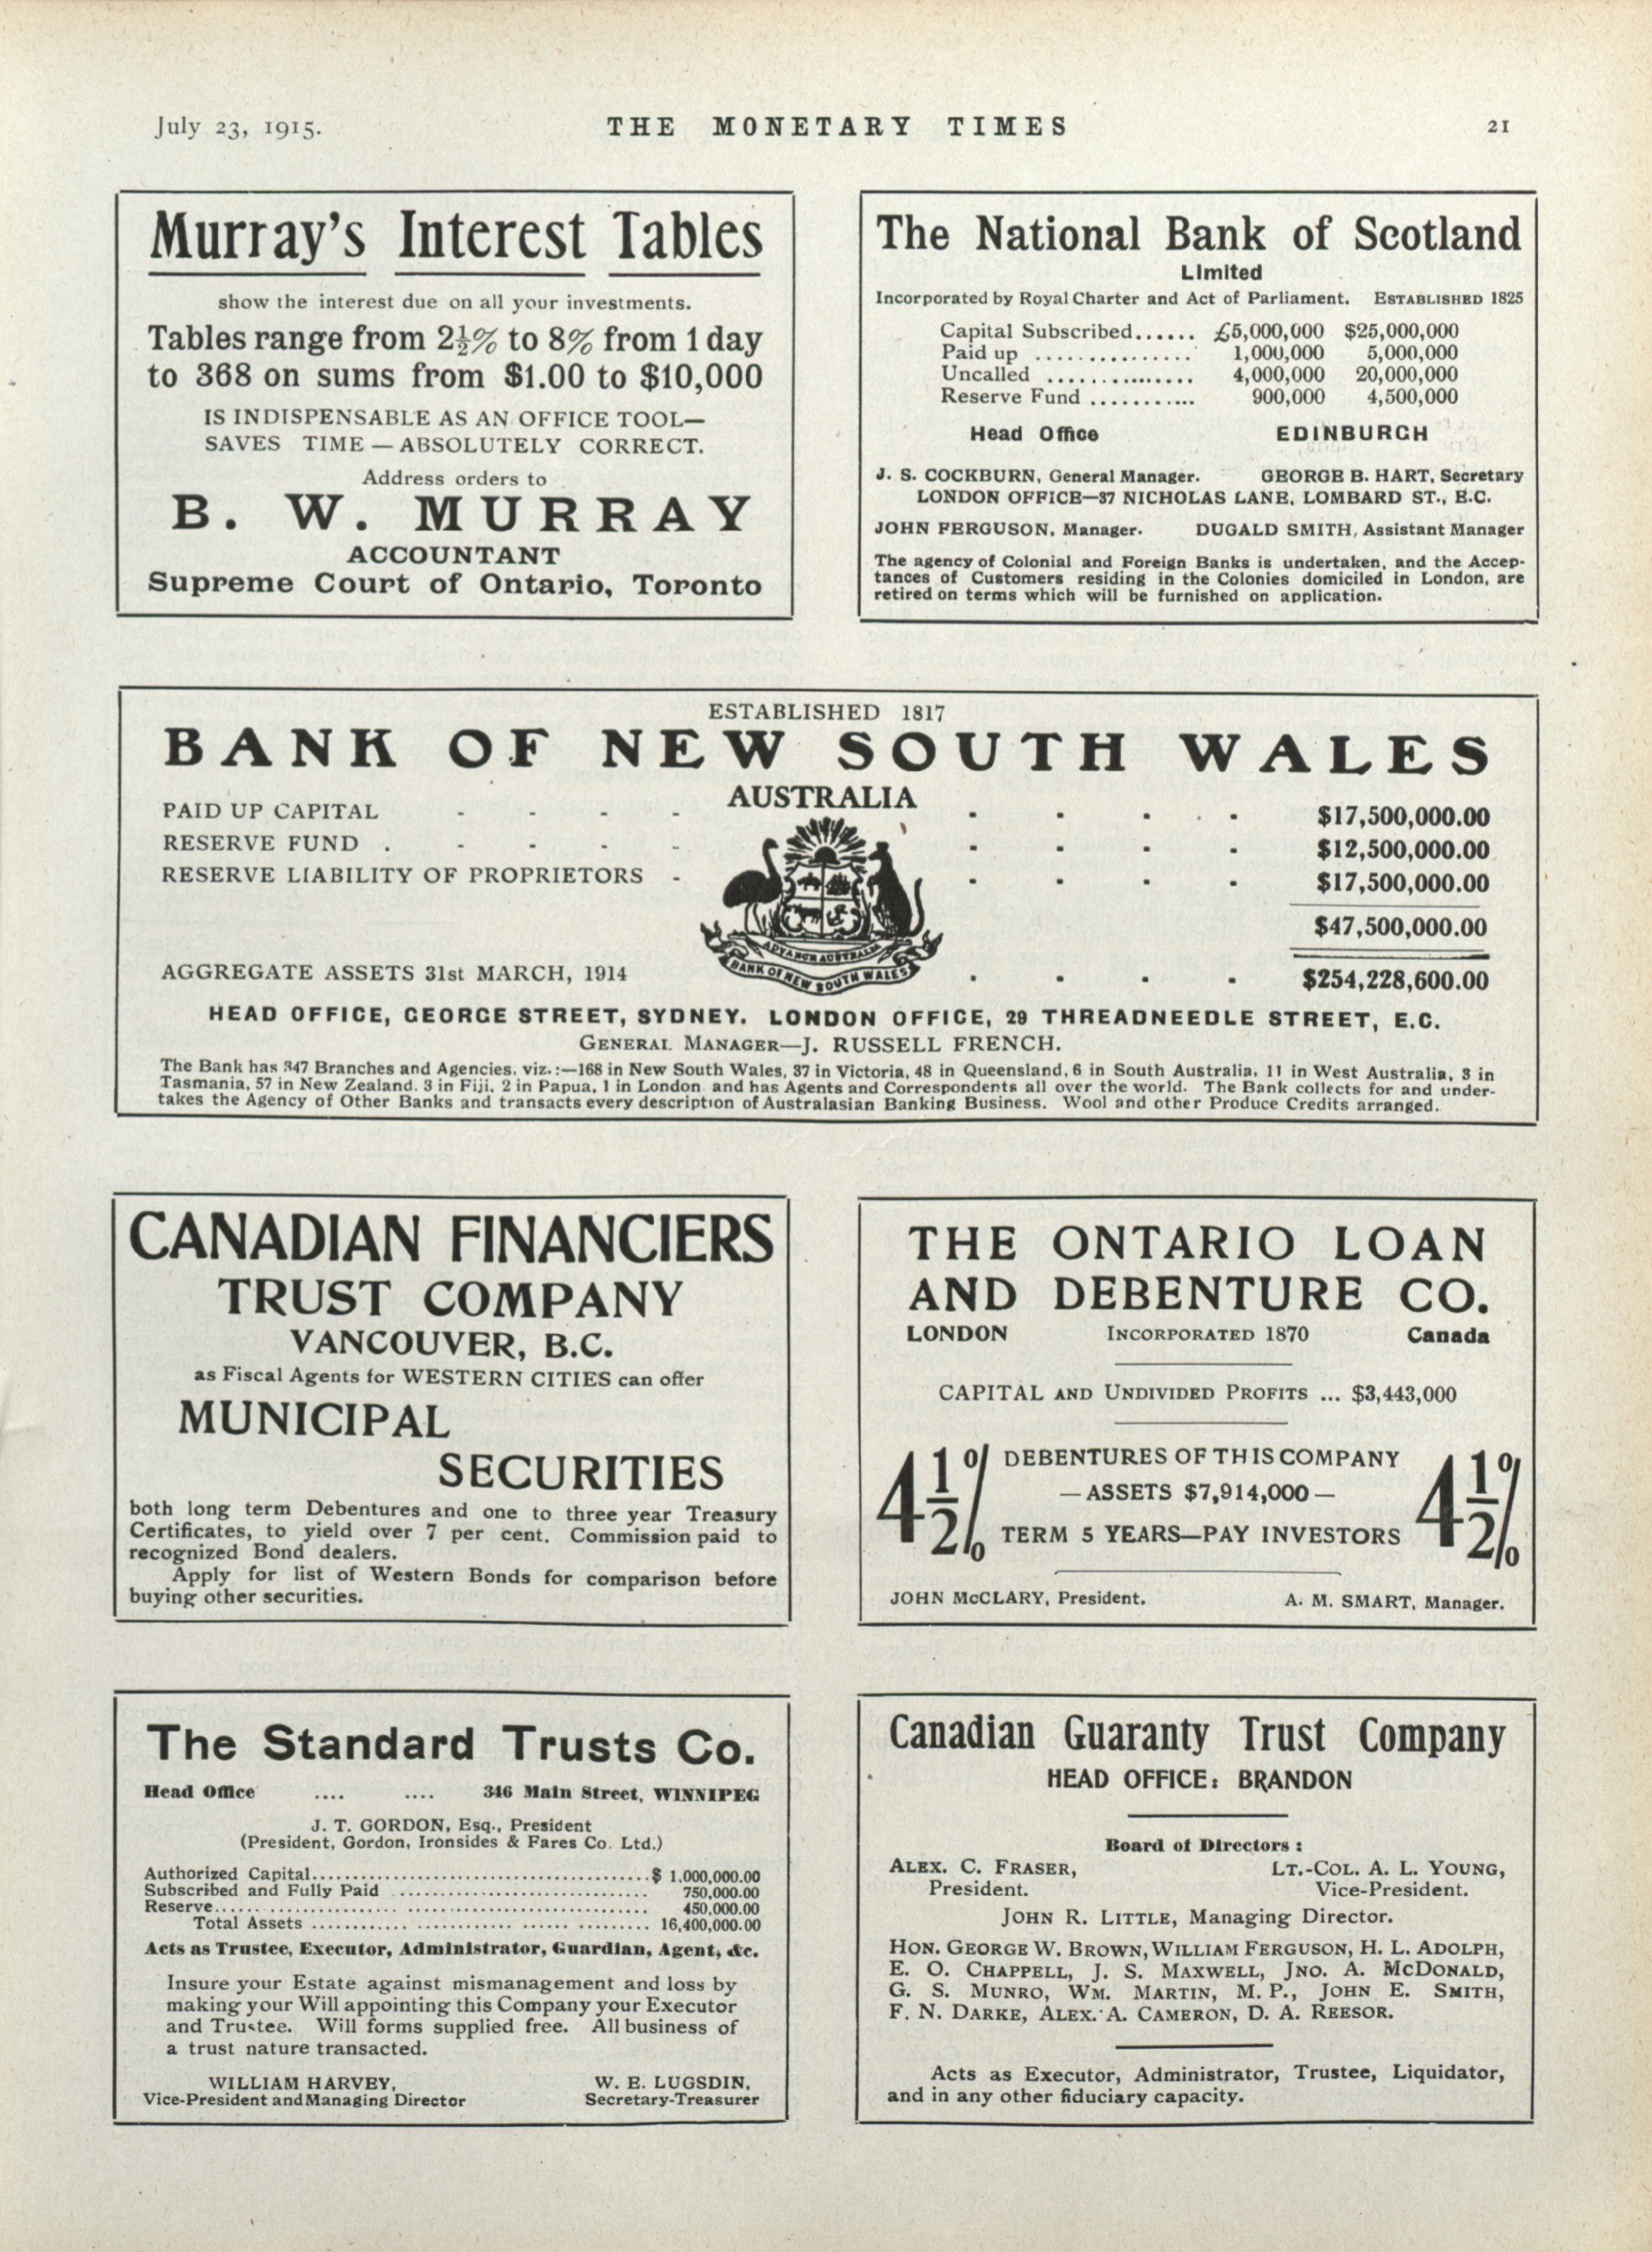 July 23, 1915.
THE MONETARY TIMES
21
Murray's Interest Tables
show the interest due on all your investments.
Tables range from 2½% to 8% from 1 day
to 368 on sums from $1.00 to $10,000
IS INDISPENSABLE AS AN OFFICE TOOL—
SAVES TIME — ABSOLUTELY CORRECT.
Address orders to
B. W. MURRAY
ACCOUNTANT
Supreme Court of Ontario, Toronto
The National Bank of Scotland
Limited
Incorporated by Royal Charter and Act of Parliament. ESTABLISHED 1825
Capital Subscribed...... £5,000,000 $25,000,000
Paid up ............... 1,000,000 5,000,000
Uncalled .............. 4,000,000 20,000,000
Reserve Fund ........... 900,000 4,500,000
Head Office EDINBURGH
J. S. COCKBURN, General Manager. GEORGE B. HART, Secretary
LONDON OFFICE—37 NICHOLAS LANE, LOMBARD ST., E.C.
JOHN FERGUSON, Manager. DUGALD SMITH, Assistant Manager
The agency of Colonial and Foreign Banks is undertaken, and the Accep-
tances of Customers residing in the Colonies domiciled in London, are
retired on terms which will be furnished on application.
ESTABLISHED 1817
BANK OF NEW SOUTH WALES
AUSTRALIA
PAID UP CAPITAL - - - - . . . . $17,500,000.00
RESERVE FUND . - - - - . . . . $12,500,000.00
RESERVE LIABILITY OF PROPRIETORS - . . . . $17,500,000.00
$47,500,000.00
ADVANCE AUSTRALIA
BANK OF NEW SOUTH WALES
AGGREGATE ASSETS 31st MARCH, 1914 . . . . $254,228,600.00
HEAD OFFICE, GEORGE STREET, SYDNEY. LONDON OFFICE, 29 THREADNEEDLE STREET, E.C.
GENERAL MANAGER—J. RUSSELL FRENCH.
The Bank has 347 Branches and Agencies, viz.:—168 in New South Wales, 37 in Victoria, 48 in Queensland, 6 in South Australia, 11 in West Australia, 3 in
Tasmania, 57 in New Zealand, 3 in Fiji, 2 in Papua, 1 in London and has Agents and Correspondents all over the world. The Bank collects for and under-
takes the Agency of Other Banks and transacts every description of Australasian Banking Business. Wool and other Produce Credits arranged.
CANADIAN FINANCIERS
TRUST COMPANY
VANCOUVER, B.C.
as Fiscal Agents for WESTERN CITIES can offer
MUNICIPAL
SECURITIES
both long term Debentures and one to three year Treasury
Certificates, to yield over 7 per cent. Commission paid to
recognized Bond dealers.
Apply for list of Western Bonds for comparison before
buying other securities.
THE ONTARIO LOAN
AND DEBENTURE CO.
LONDON INCORPORATED 1870 Canada
CAPITAL AND UNDIVIDED PROFITS ... $3,443,000
4½% DEBENTURES OF THIS COMPANY 4½%
— ASSETS $7,914,000 —
TERM 5 YEARS—PAY INVESTORS
JOHN McCLARY, President. A. M. SMART, Manager.
The Standard Trusts Co.
Head Office .... .... 346 Main Street, WINNIPEG
J. T. GORDON, Esq., President
(President, Gordon, Ironsides & Fares Co. Ltd.)
Authorized Capital..............................................$ 1,000,000.00
Subscribed and Fully Paid .................................. 750,000.00
Reserve.......................................................... 450,000.00
Total Assets ............................................ 16,400,000.00
Acts as Trustee, Executor, Administrator, Guardian, Agent, &c.
Insure your Estate against mismanagement and loss by
making your Will appointing this Company your Executor
and Trustee. Will forms supplied free. All business of
a trust nature transacted.
WILLIAM HARVEY, W. E. LUGSDIN,
Vice-President and Managing Director Secretary-Treasurer
Canadian Guaranty Trust Company
HEAD OFFICE: BRANDON
Board of Directors:
ALEX. C. FRASER, LT.-COL. A. L. YOUNG,
President. Vice-President.
JOHN R. LITTLE, Managing Director.
HON. GEORGE W. BROWN, WILLIAM FERGUSON, H. L. ADOLPH,
E. O. CHAPPELL, J. S. MAXWELL, JNO. A. McDONALD,
G. S. MUNRO, WM. MARTIN, M.P., JOHN E. SMITH,
F. N. DARKE, ALEX. A. CAMERON, D. A. REESOR.
Acts as Executor, Administrator, Trustee, Liquidator,
and in any other fiduciary capacity.